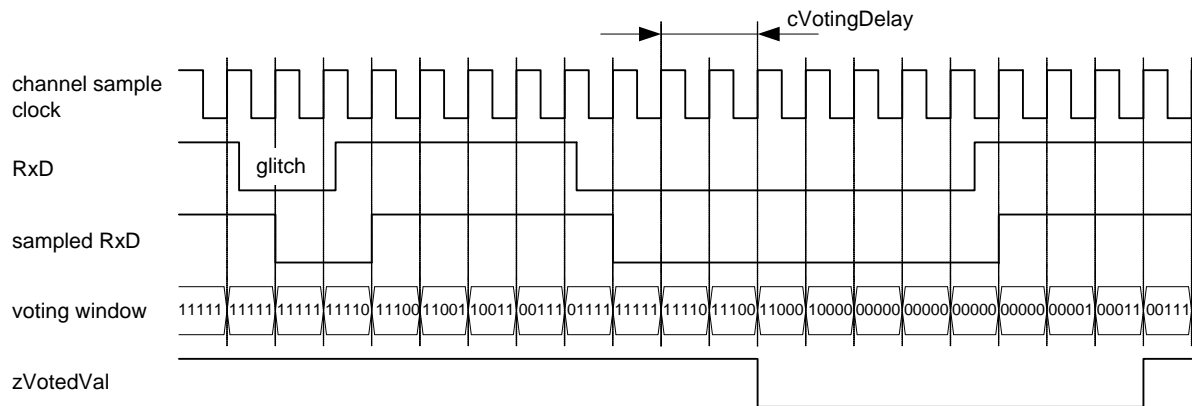 cVotingDelay
channel sample
clock
RxD
glitch
sampled RxD
voting window 11111 11111 11111 11110 11100 11001 10011 00111 01111 11111 11110 11100 11000 10000 00000 00000 00000 00000 00001 00011 00111
zVotedVal